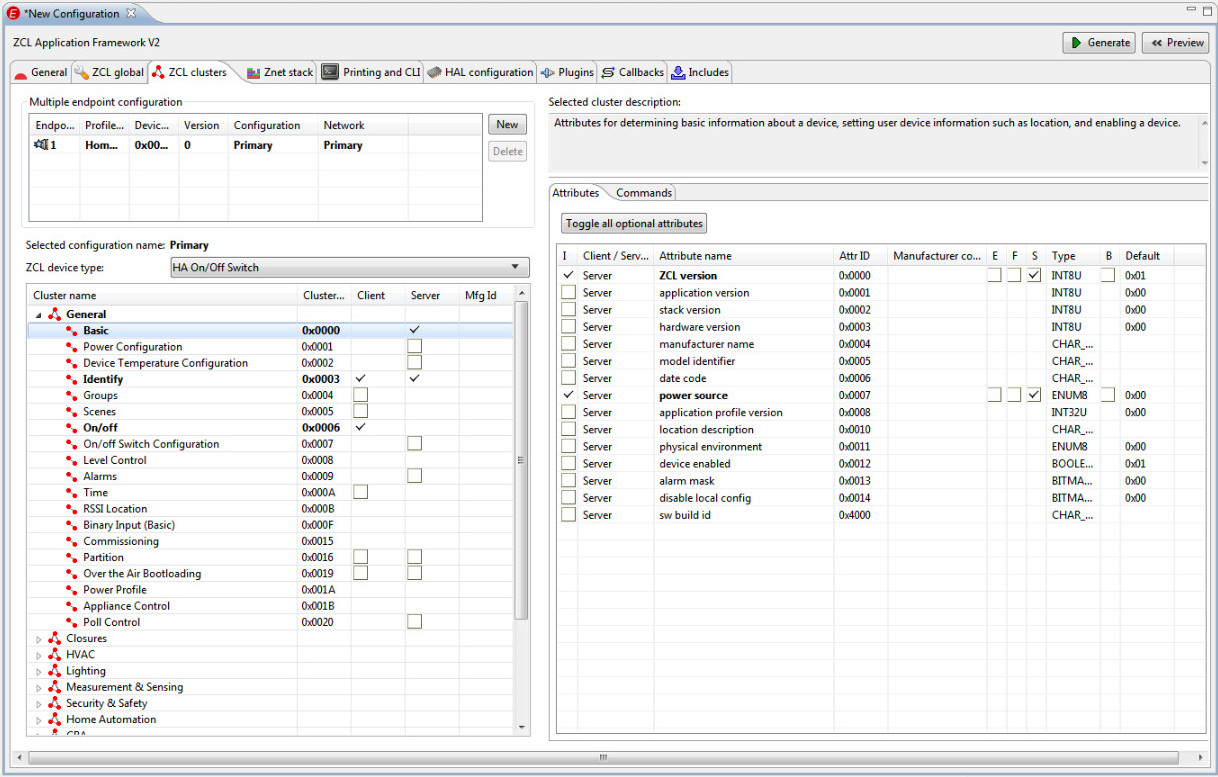 *New Configuration
ZCL Application Framework V2
Generate
Preview
General
ZCL global
ZCL clusters
Znet stack
Printing and CLI
HAL configuration
Plugins
Callbacks
Includes
Multiple endpoint configuration
Endpo... Profile... Devic... Version Configuration Network
1 Hom... 0x00... 0 Primary Primary
New
Delete
Selected configuration name: Primary
ZCL device type: HA On/Off Switch
Cluster name Cluster... Client Server Mfg Id
General
Basic 0x0000
Power Configuration 0x0001
Device Temperature Configuration 0x0002
Identify 0x0003
Groups 0x0004
Scenes 0x0005
On/off 0x0006
On/off Switch Configuration 0x0007
Level Control 0x0008
Alarms 0x0009
Time 0x000A
RSSI Location 0x000B
Binary Input (Basic) 0x000F
Commissioning 0x0015
Partition 0x0016
Over the Air Bootloading 0x0019
Power Profile 0x001A
Appliance Control 0x001B
Poll Control 0x0020
Closures
HVAC
Lighting
Measurement & Sensing
Security & Safety
Home Automation
Selected cluster description:
Attributes for determining basic information about a device, setting user device information such as location, and enabling a device.
Attributes
Commands
Toggle all optional attributes
I Client / Serv... Attribute name Attr ID Manufacturer co... E F S Type B Default
Server ZCL version 0x0000 INT8U 0x01
Server application version 0x0001 INT8U 0x00
Server stack version 0x0002 INT8U 0x00
Server hardware version 0x0003 INT8U 0x00
Server manufacturer name 0x0004 CHAR_...
Server model identifier 0x0005 CHAR_...
Server date code 0x0006 CHAR_...
Server power source 0x0007 ENUM8 0x00
Server application profile version 0x0008 INT32U 0x00
Server location description 0x0010 CHAR_...
Server physical environment 0x0011 ENUM8 0x00
Server device enabled 0x0012 BOOLE... 0x01
Server alarm mask 0x0013 BITMA... 0x00
Server disable local config 0x0014 BITMA... 0x00
Server sw build id 0x4000 CHAR_...